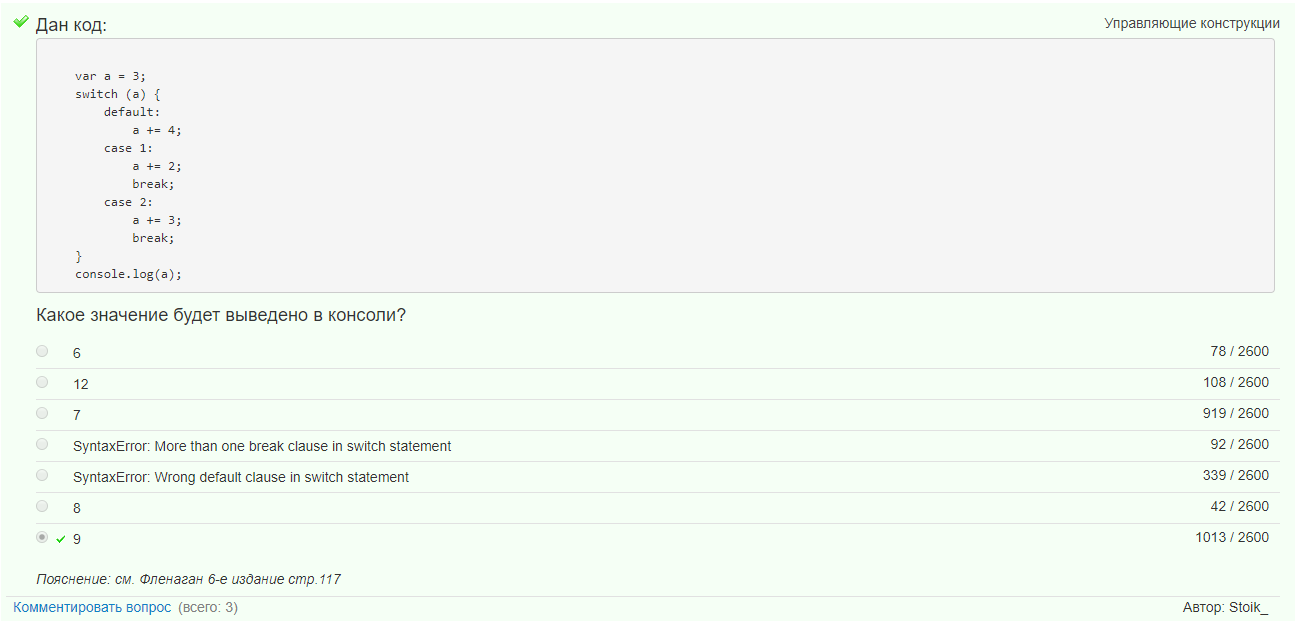 Дан код:
Управляющие конструкции
var a = 3;
switch (a) {
default:
a += 4;
case 1:
a += 2;
break;
case 2:
a += 3;
break;
}
console.log(a);
Какое значение будет выведено в консоли?
6 78 / 2600
12 108 / 2600
7 919 / 2600
SyntaxError: More than one break clause in switch statement 92 / 2600
SyntaxError: Wrong default clause in switch statement 339 / 2600
8 42 / 2600
9 1013 / 2600
Пояснение: см. Фленаган 6-е издание стр.117
Комментировать вопрос (всего: 3) Автор: Stoik_